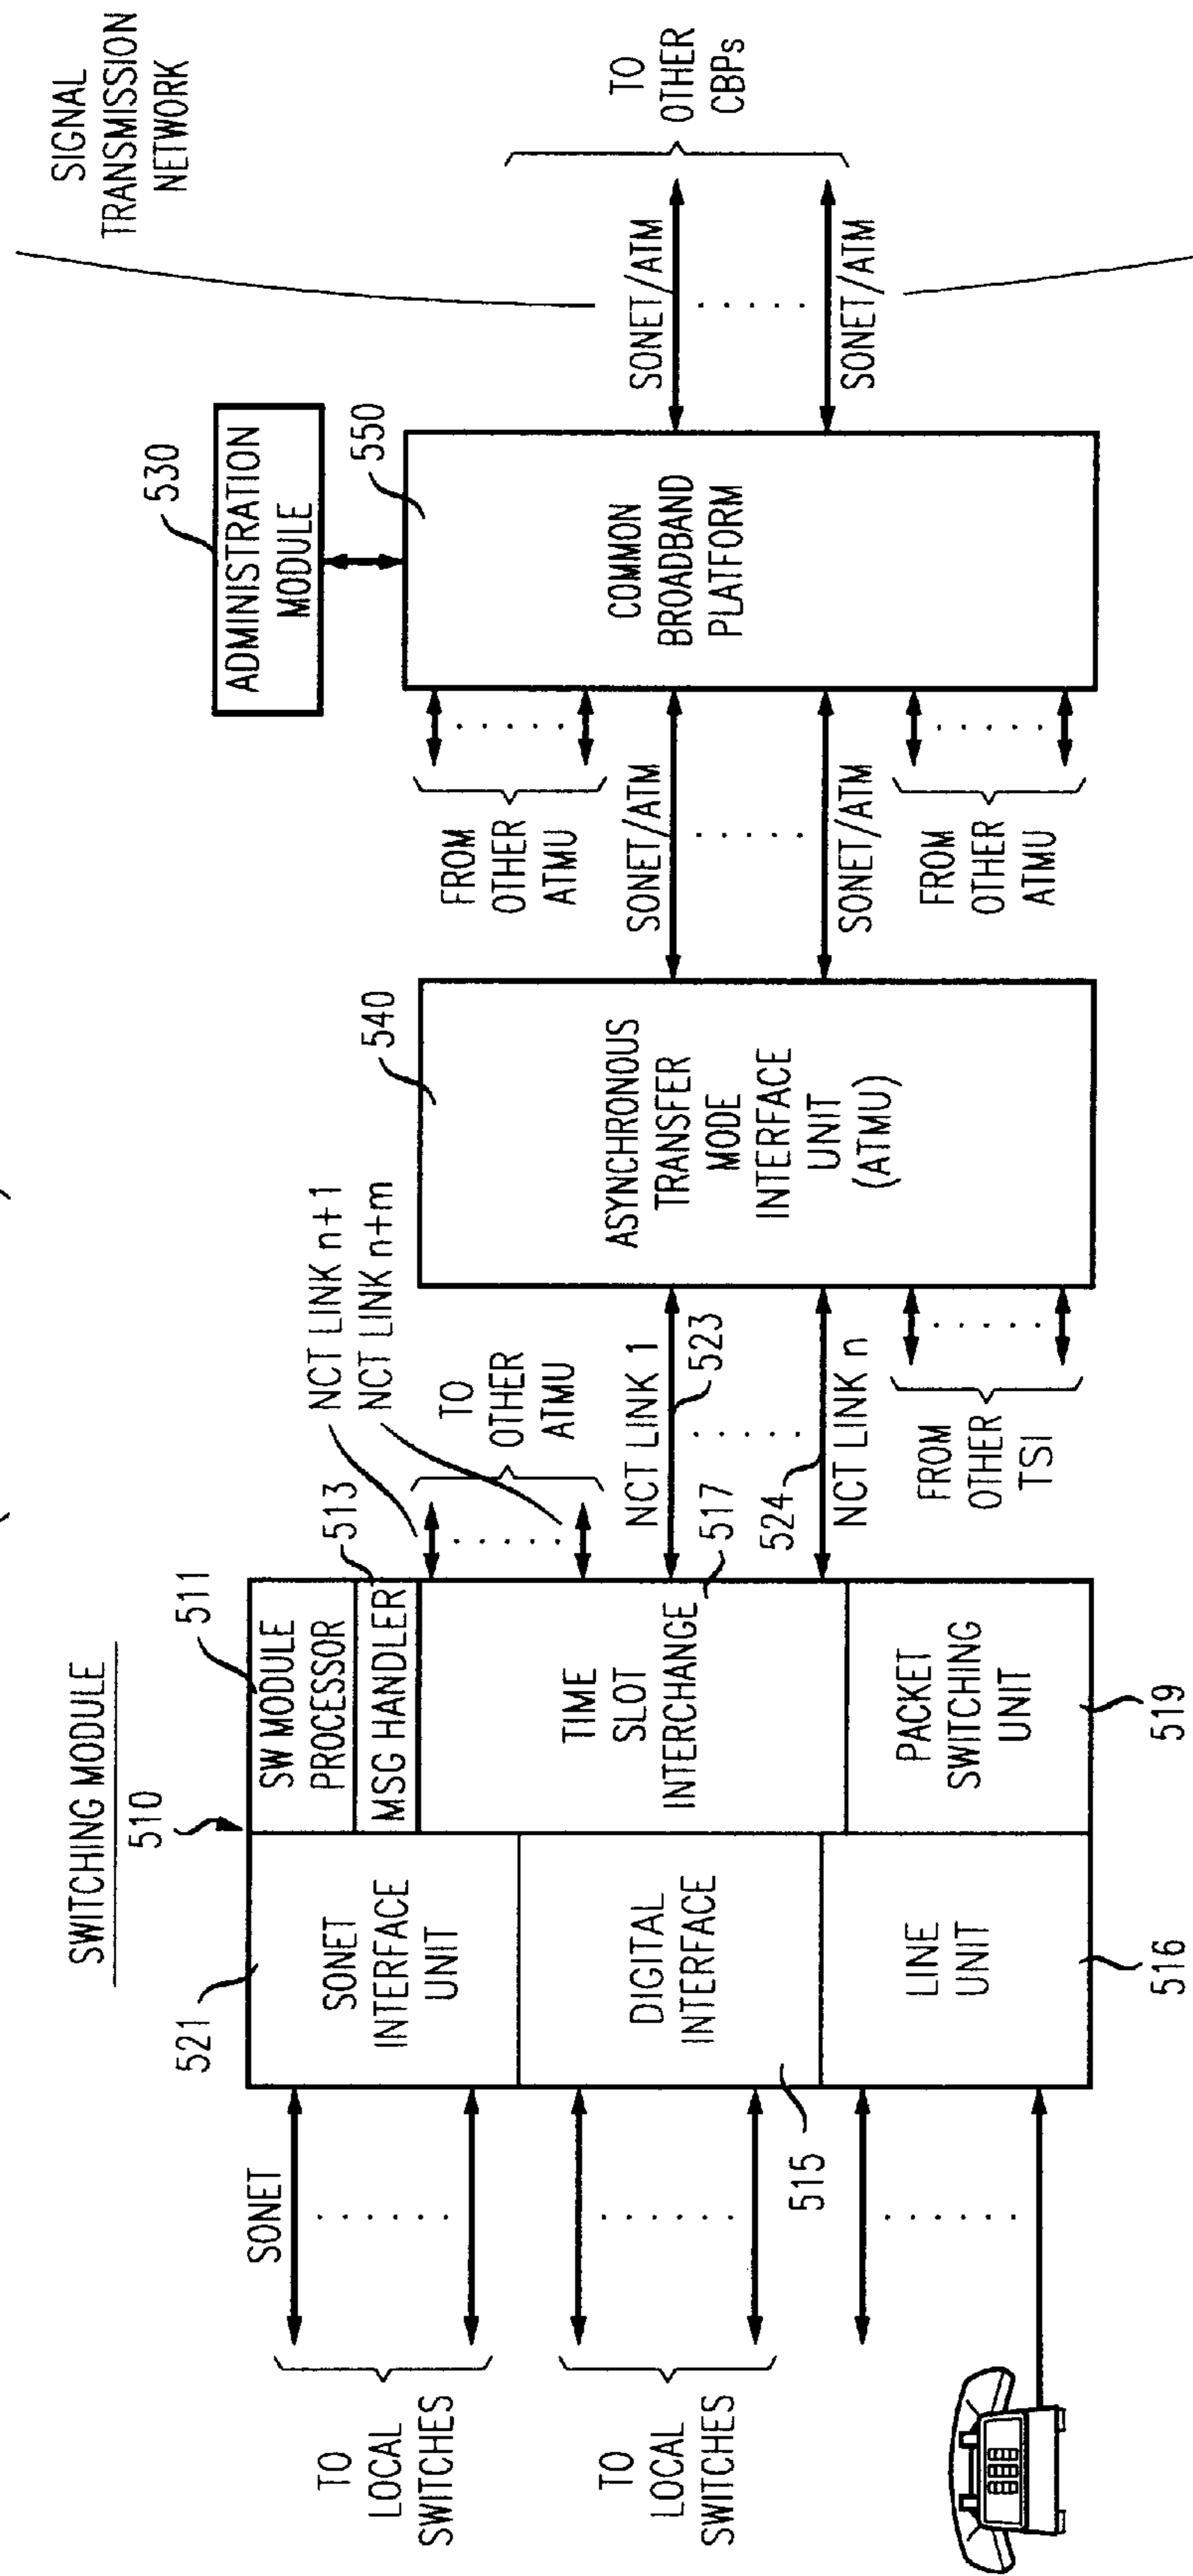 SWITCHING MODULE
510
511
513
521
SONET
INTERFACE
UNIT
SW MODULE
PROCESSOR
MSG HANDLER
DIGITAL
INTERFACE
TIME
SLOT
INTERCHANGE
LINE
UNIT
PACKET
SWITCHING
UNIT
515
516
517
519
SONET
TO
LOCAL
SWITCHES
TO
LOCAL
SWITCHES
NCT LINK n+1
NCT LINK n+m
TO
OTHER
ATMU
NCT LINK 1
523
524
NCT LINK n
FROM
OTHER
TSI
540
ASYNCHRONOUS
TRANSFER
MODE
INTERFACE
UNIT
(ATMU)
FROM
OTHER
ATMU
SONET/ATM
SONET/ATM
FROM
OTHER
ATMU
530
ADMINISTRATION
MODULE
550
COMMON
BROADBAND
PLATFORM
SONET/ATM
SONET/ATM
TO
OTHER
CBPs
SIGNAL
TRANSMISSION
NETWORK